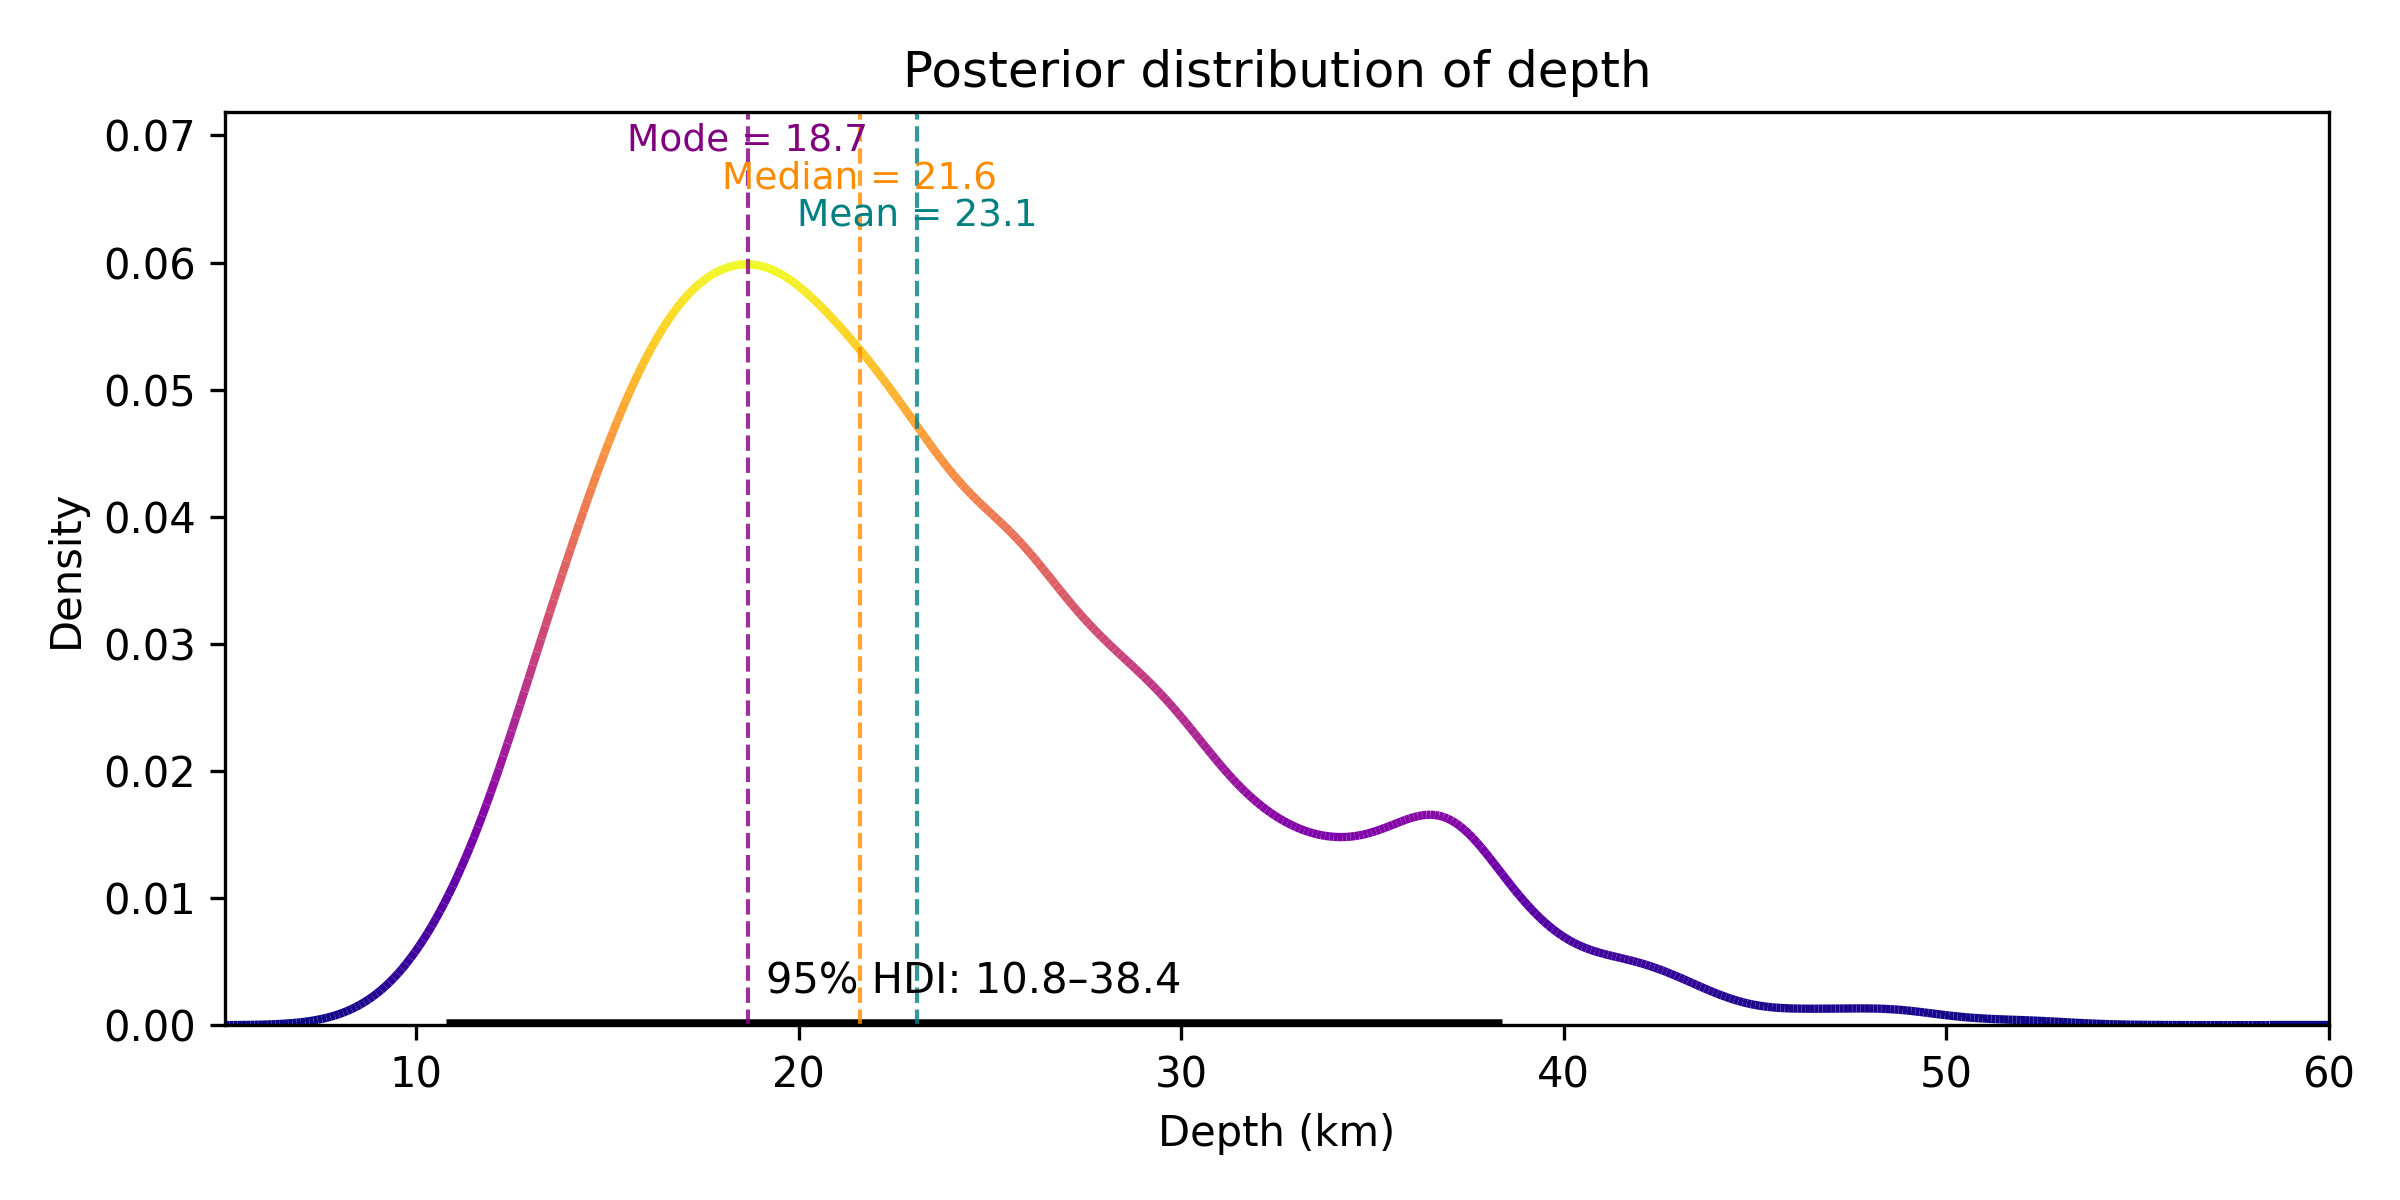 Posterior distribution of depth
Mode = 18.7
Median = 21.6
Mean = 23.1
95% HDI: 10.8–38.4
Density
0.07
0.06
0.05
0.04
0.03
0.02
0.01
0.00
10 20 30 40 50 60
Depth (km)